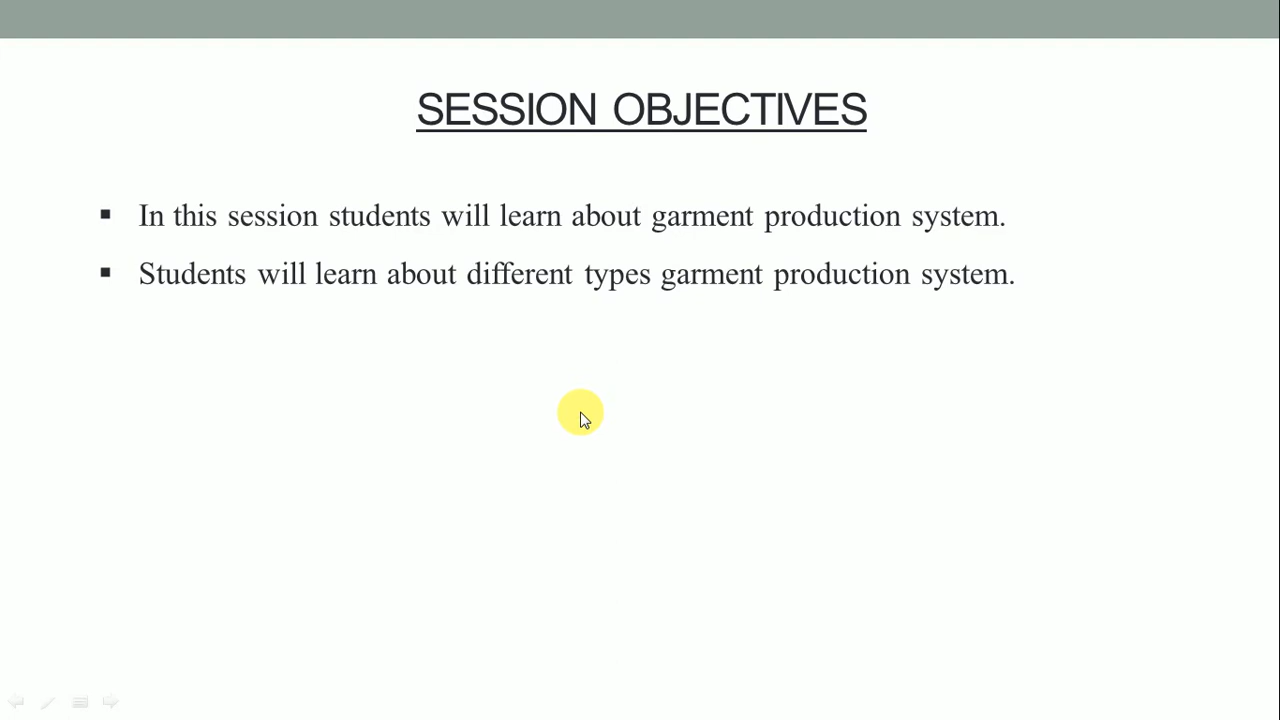 SESSION OBJECTIVES
▪ In this session students will learn about garment production system.
▪ Students will learn about different types garment production system.